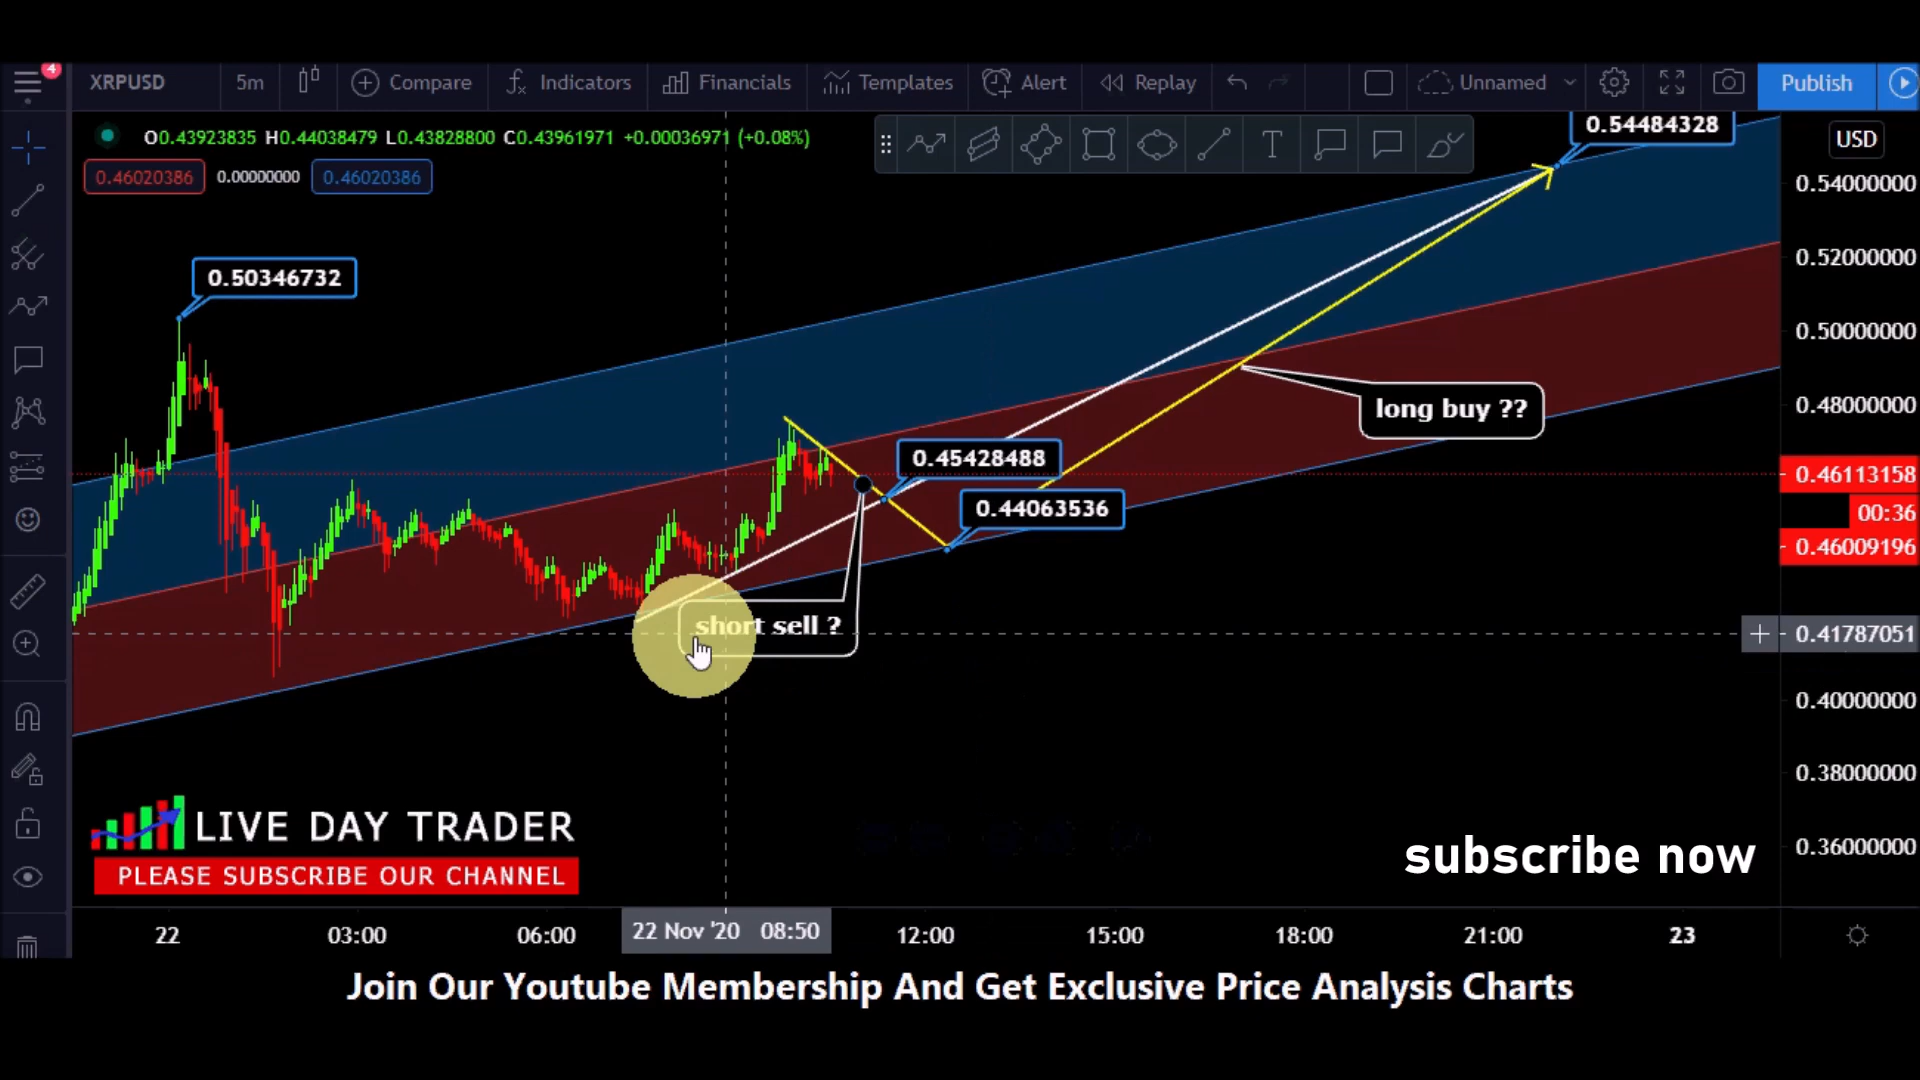 4
XRPUSD 5m Compare Indicators Financials Templates Alert Replay Unnamed Publish
O0.43923835 H0.44038479 L0.43828800 C0.43961971 +0.00036971 (+0.08%)
0.46020386 0.00000000 0.46020386
T
0.54484328
USD
0.54000000
0.52000000
0.50346732
0.50000000
long buy ??
0.48000000
0.45428488
0.46113158
0.44063536
00:36
0.46009196
short sell ?
0.41787051
0.40000000
0.38000000
LIVE DAY TRADER
PLEASE SUBSCRIBE OUR CHANNEL
subscribe now
0.36000000
22 03:00 06:00 22 Nov '20 08:50 12:00 15:00 18:00 21:00 23
Join Our Youtube Membership And Get Exclusive Price Analysis Charts